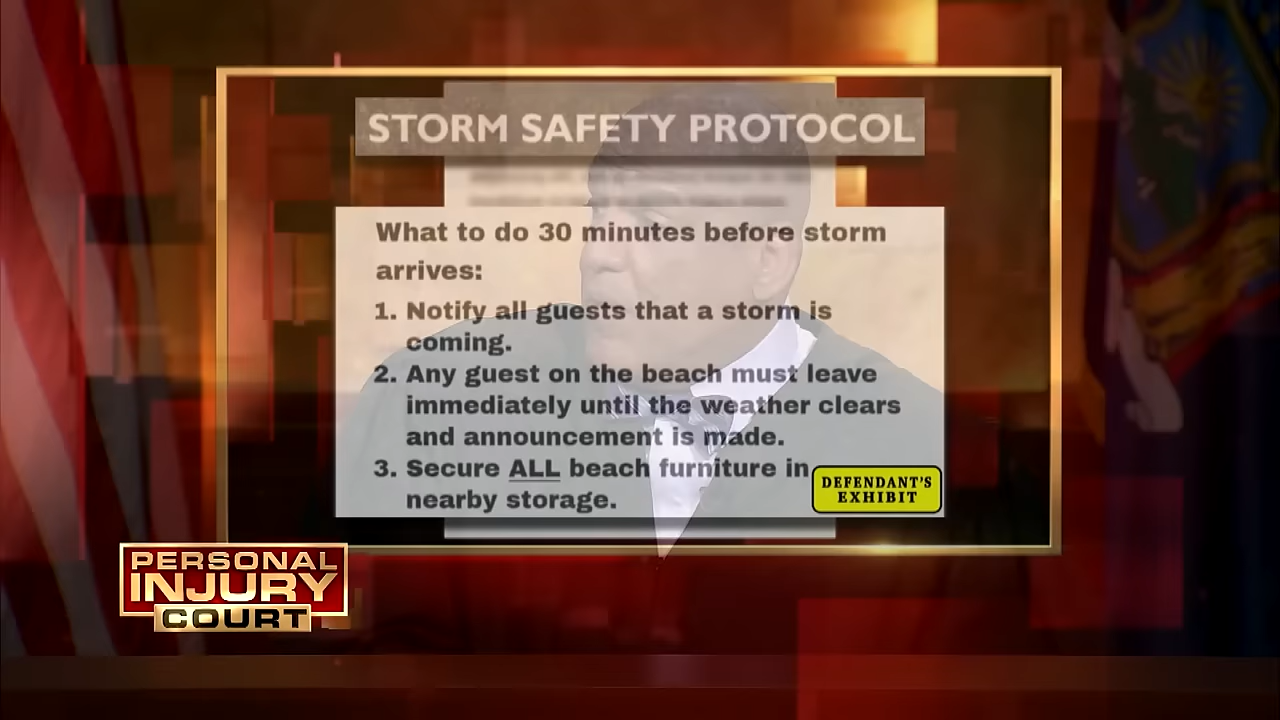 STORM SAFETY PROTOCOL
What to do 30 minutes before storm
arrives:
1. Notify all guests that a storm is
coming.
2. Any guest on the beach must leave
immediately until the weather clears
and announcement is made.
3. Secure ALL beach furniture in
nearby storage.
DEFENDANT'S
EXHIBIT
PERSONAL
INJURY
COURT